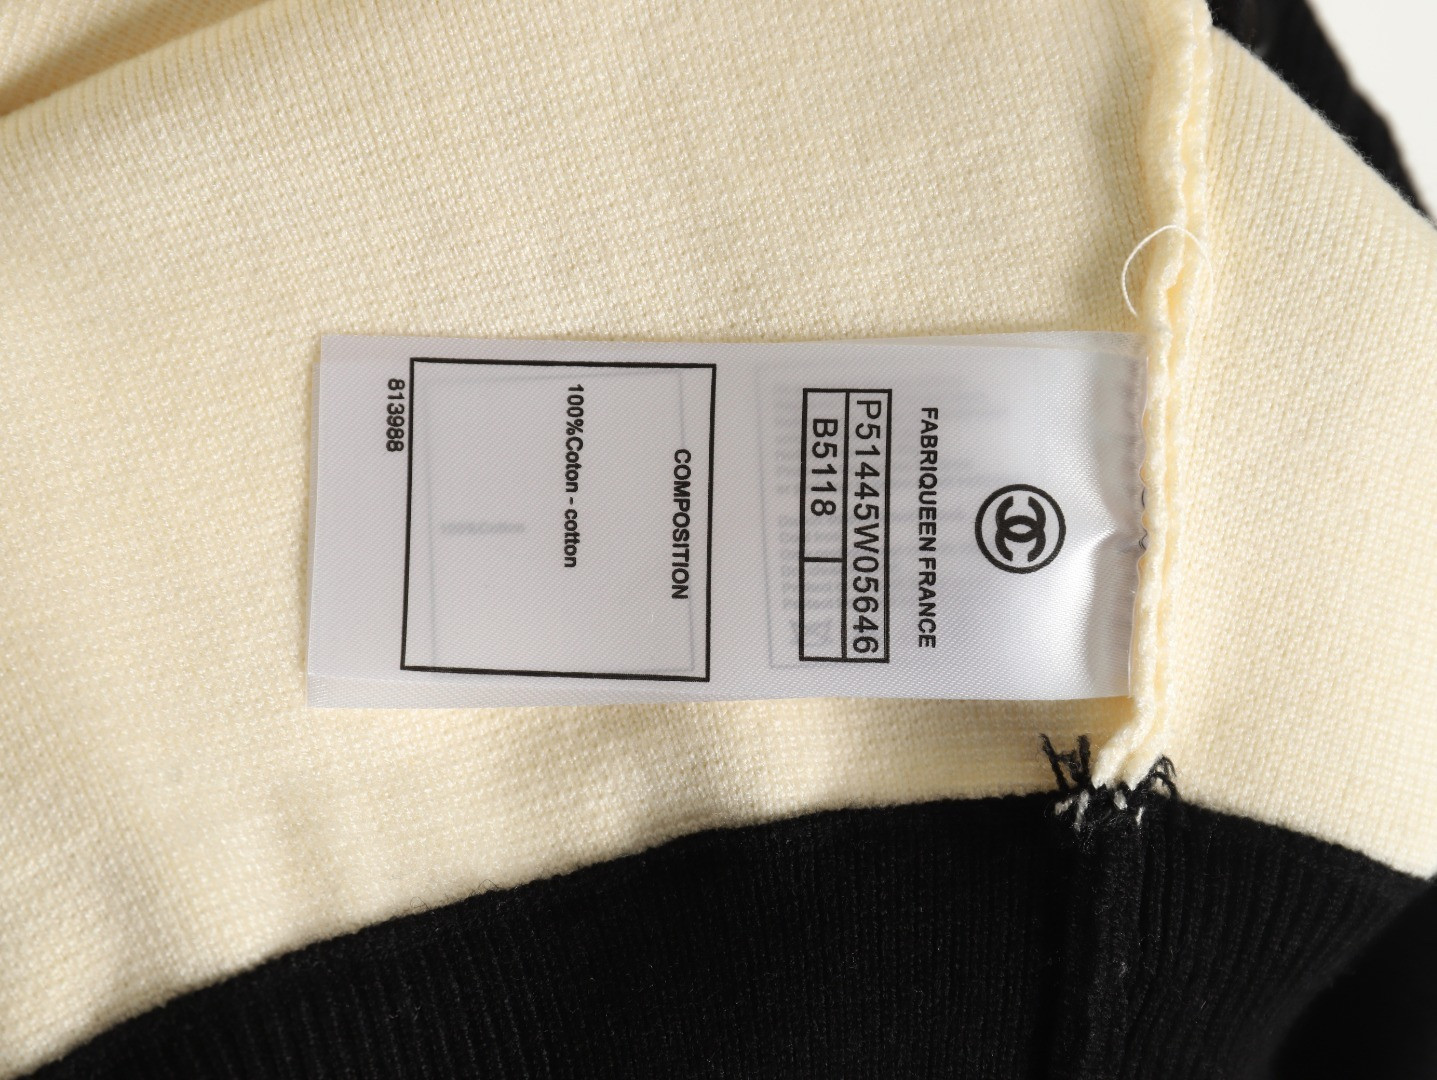 FABRIQUEEN FRANCE
P51445W05646
B5118
COMPOSITION
100%Coton - cotton
813988